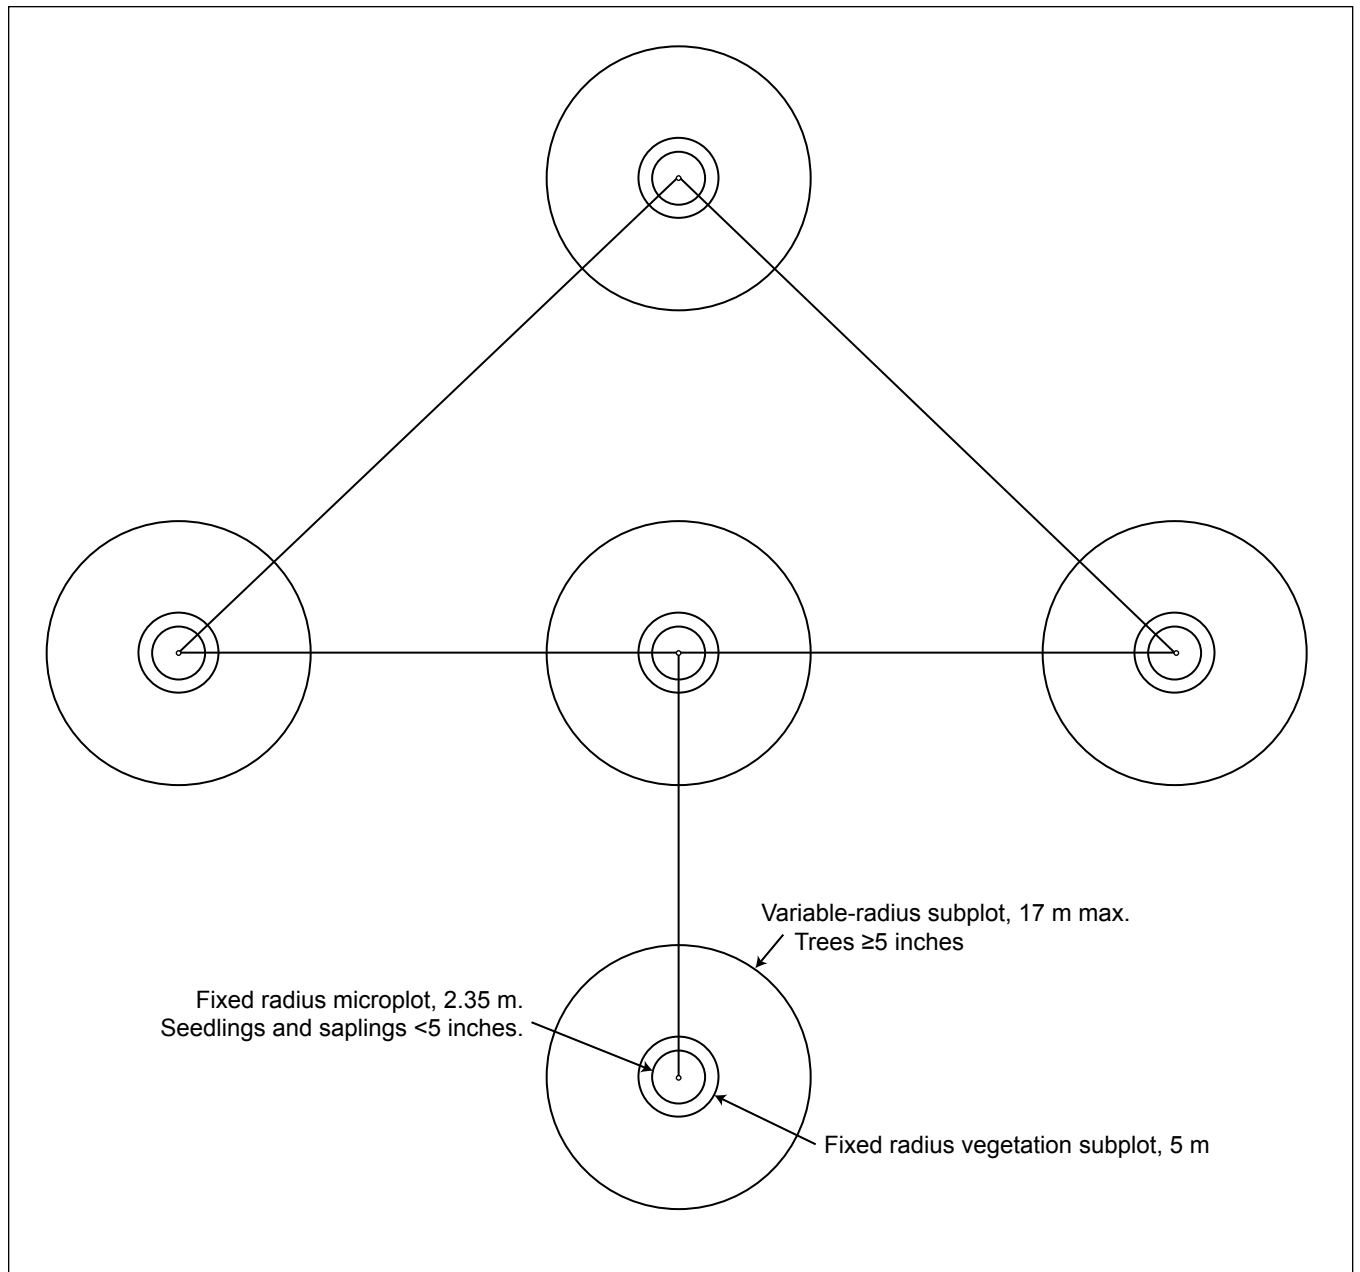 Variable-radius subplot, 17 m max.
Trees ≥5 inches
Fixed radius microplot, 2.35 m.
Seedlings and saplings <5 inches.
Fixed radius vegetation subplot, 5 m